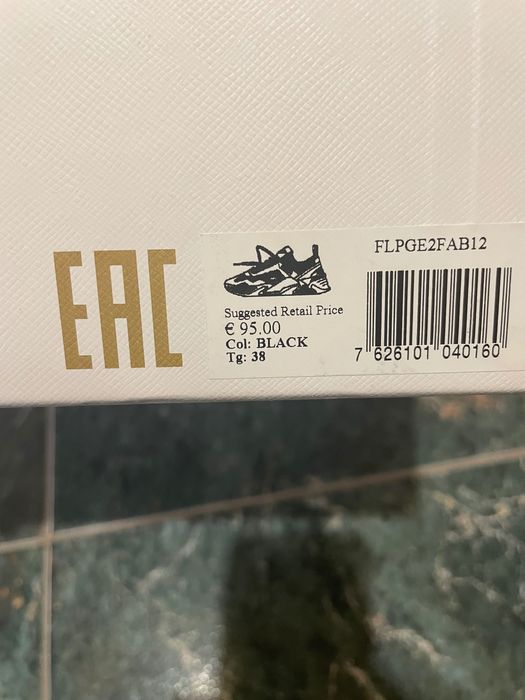 EAC
FLPGE2FAB12
Suggested Retail Price
€ 95.00
Col: BLACK
Tg: 38
7 626101 040160